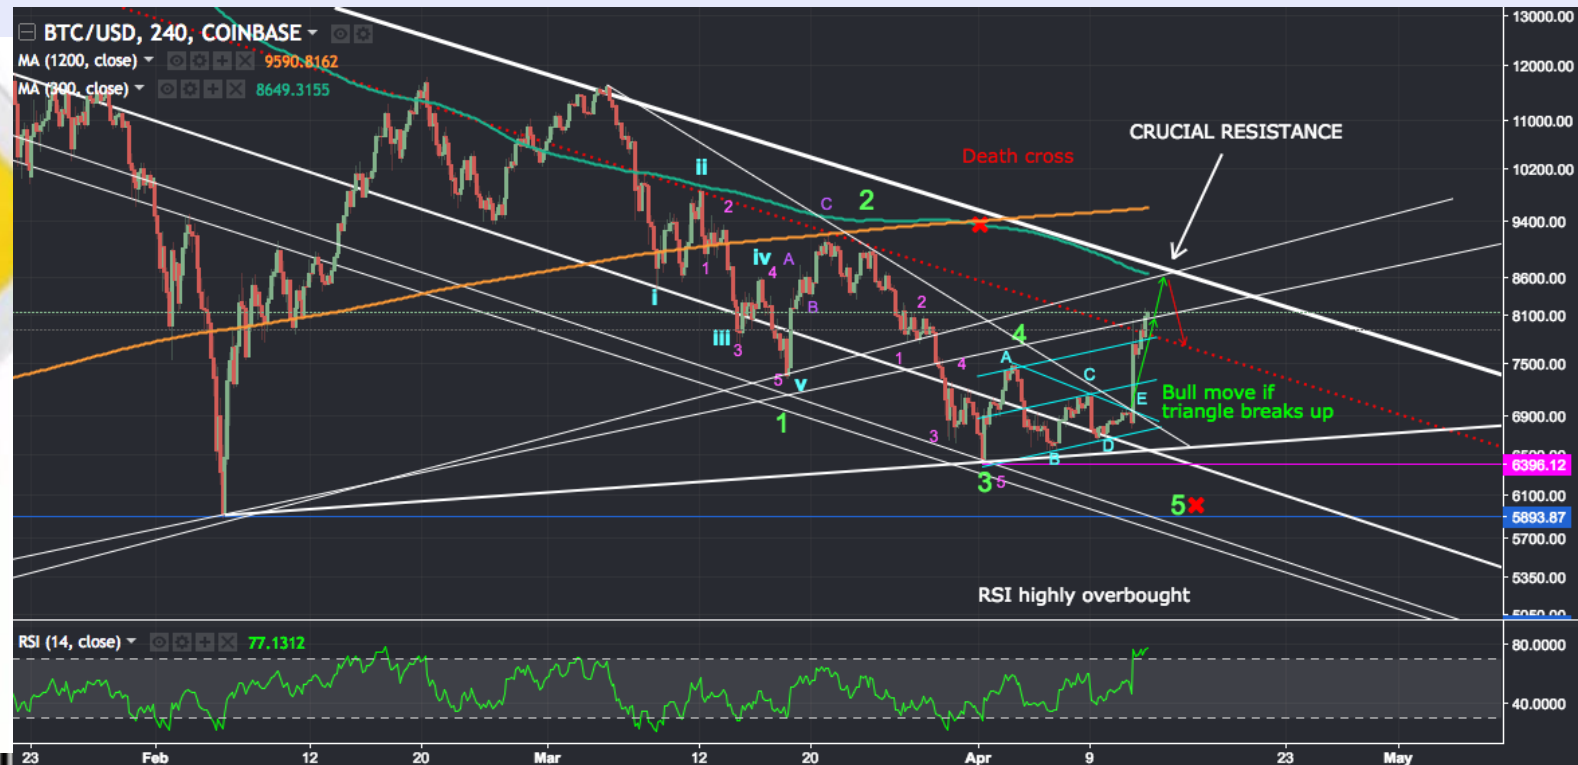 BTC/USD, 240, COINBASE
MA (1200, close) 9590.8162
MA (300, close) 8649.3155
13000.00
12000.00
11000.00
10200.00
9400.00
8600.00
8100.00
7500.00
6900.00
6500.00
6396.12
6100.00
5893.87
5700.00
5350.00
5050.00
CRUCIAL RESISTANCE
Death cross
ii
2
C
2
iv
A
4
1
i
B
iii
3
5
v
1
2
1
4
3
3
5
4
A
C
E
B
D
Bull move if
triangle breaks up
5
RSI highly overbought
RSI (14, close) 77.1312
80.0000
40.0000
23 Feb 12 20 Mar 12 20 Apr 9 23 May